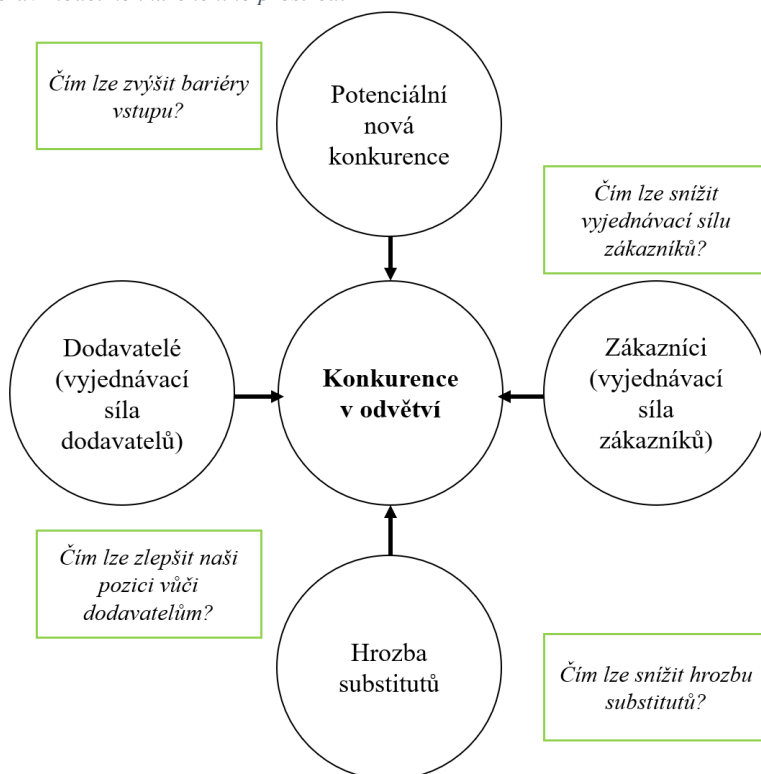 Čím lze zvýšit bariéry
vstupu?
Potenciální
nová
konkurence
Čím lze snížit
vyjednávací sílu
zákazníků?
Dodavatelé
(vyjednávací
síla
dodavatelů)
Konkurence
v odvětví
Zákazníci
(vyjednávací
síla
zákazníků)
Čím lze zlepšit naši
pozici vůči
dodavatelům?
Hrozba
substitutů
Čím lze snížit hrozbu
substitutů?